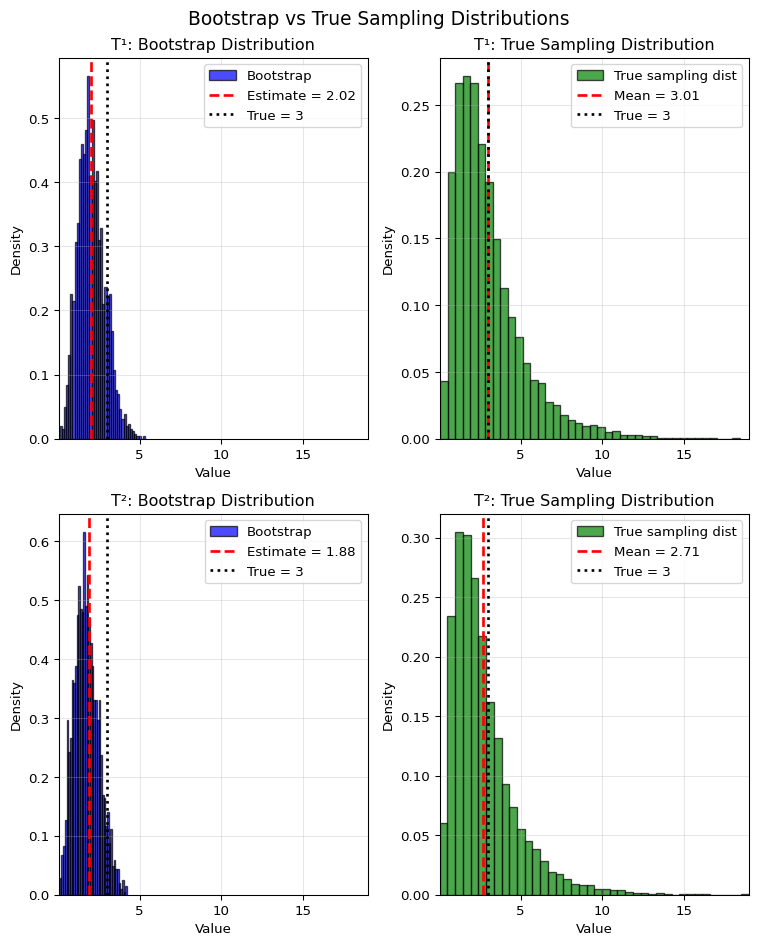 Bootstrap vs True Sampling Distributions
T¹: Bootstrap Distribution
Bootstrap
Estimate = 2.02
True = 3
Density
0.5
0.4
0.3
0.2
0.1
0.0
5
10
15
Value
T¹: True Sampling Distribution
True sampling dist
Mean = 3.01
True = 3
Density
0.25
0.20
0.15
0.10
0.05
0.00
5
10
15
Value
T²: Bootstrap Distribution
Bootstrap
Estimate = 1.88
True = 3
Density
0.6
0.5
0.4
0.3
0.2
0.1
0.0
5
10
15
Value
T²: True Sampling Distribution
True sampling dist
Mean = 2.71
True = 3
Density
0.30
0.25
0.20
0.15
0.10
0.05
0.00
5
10
15
Value